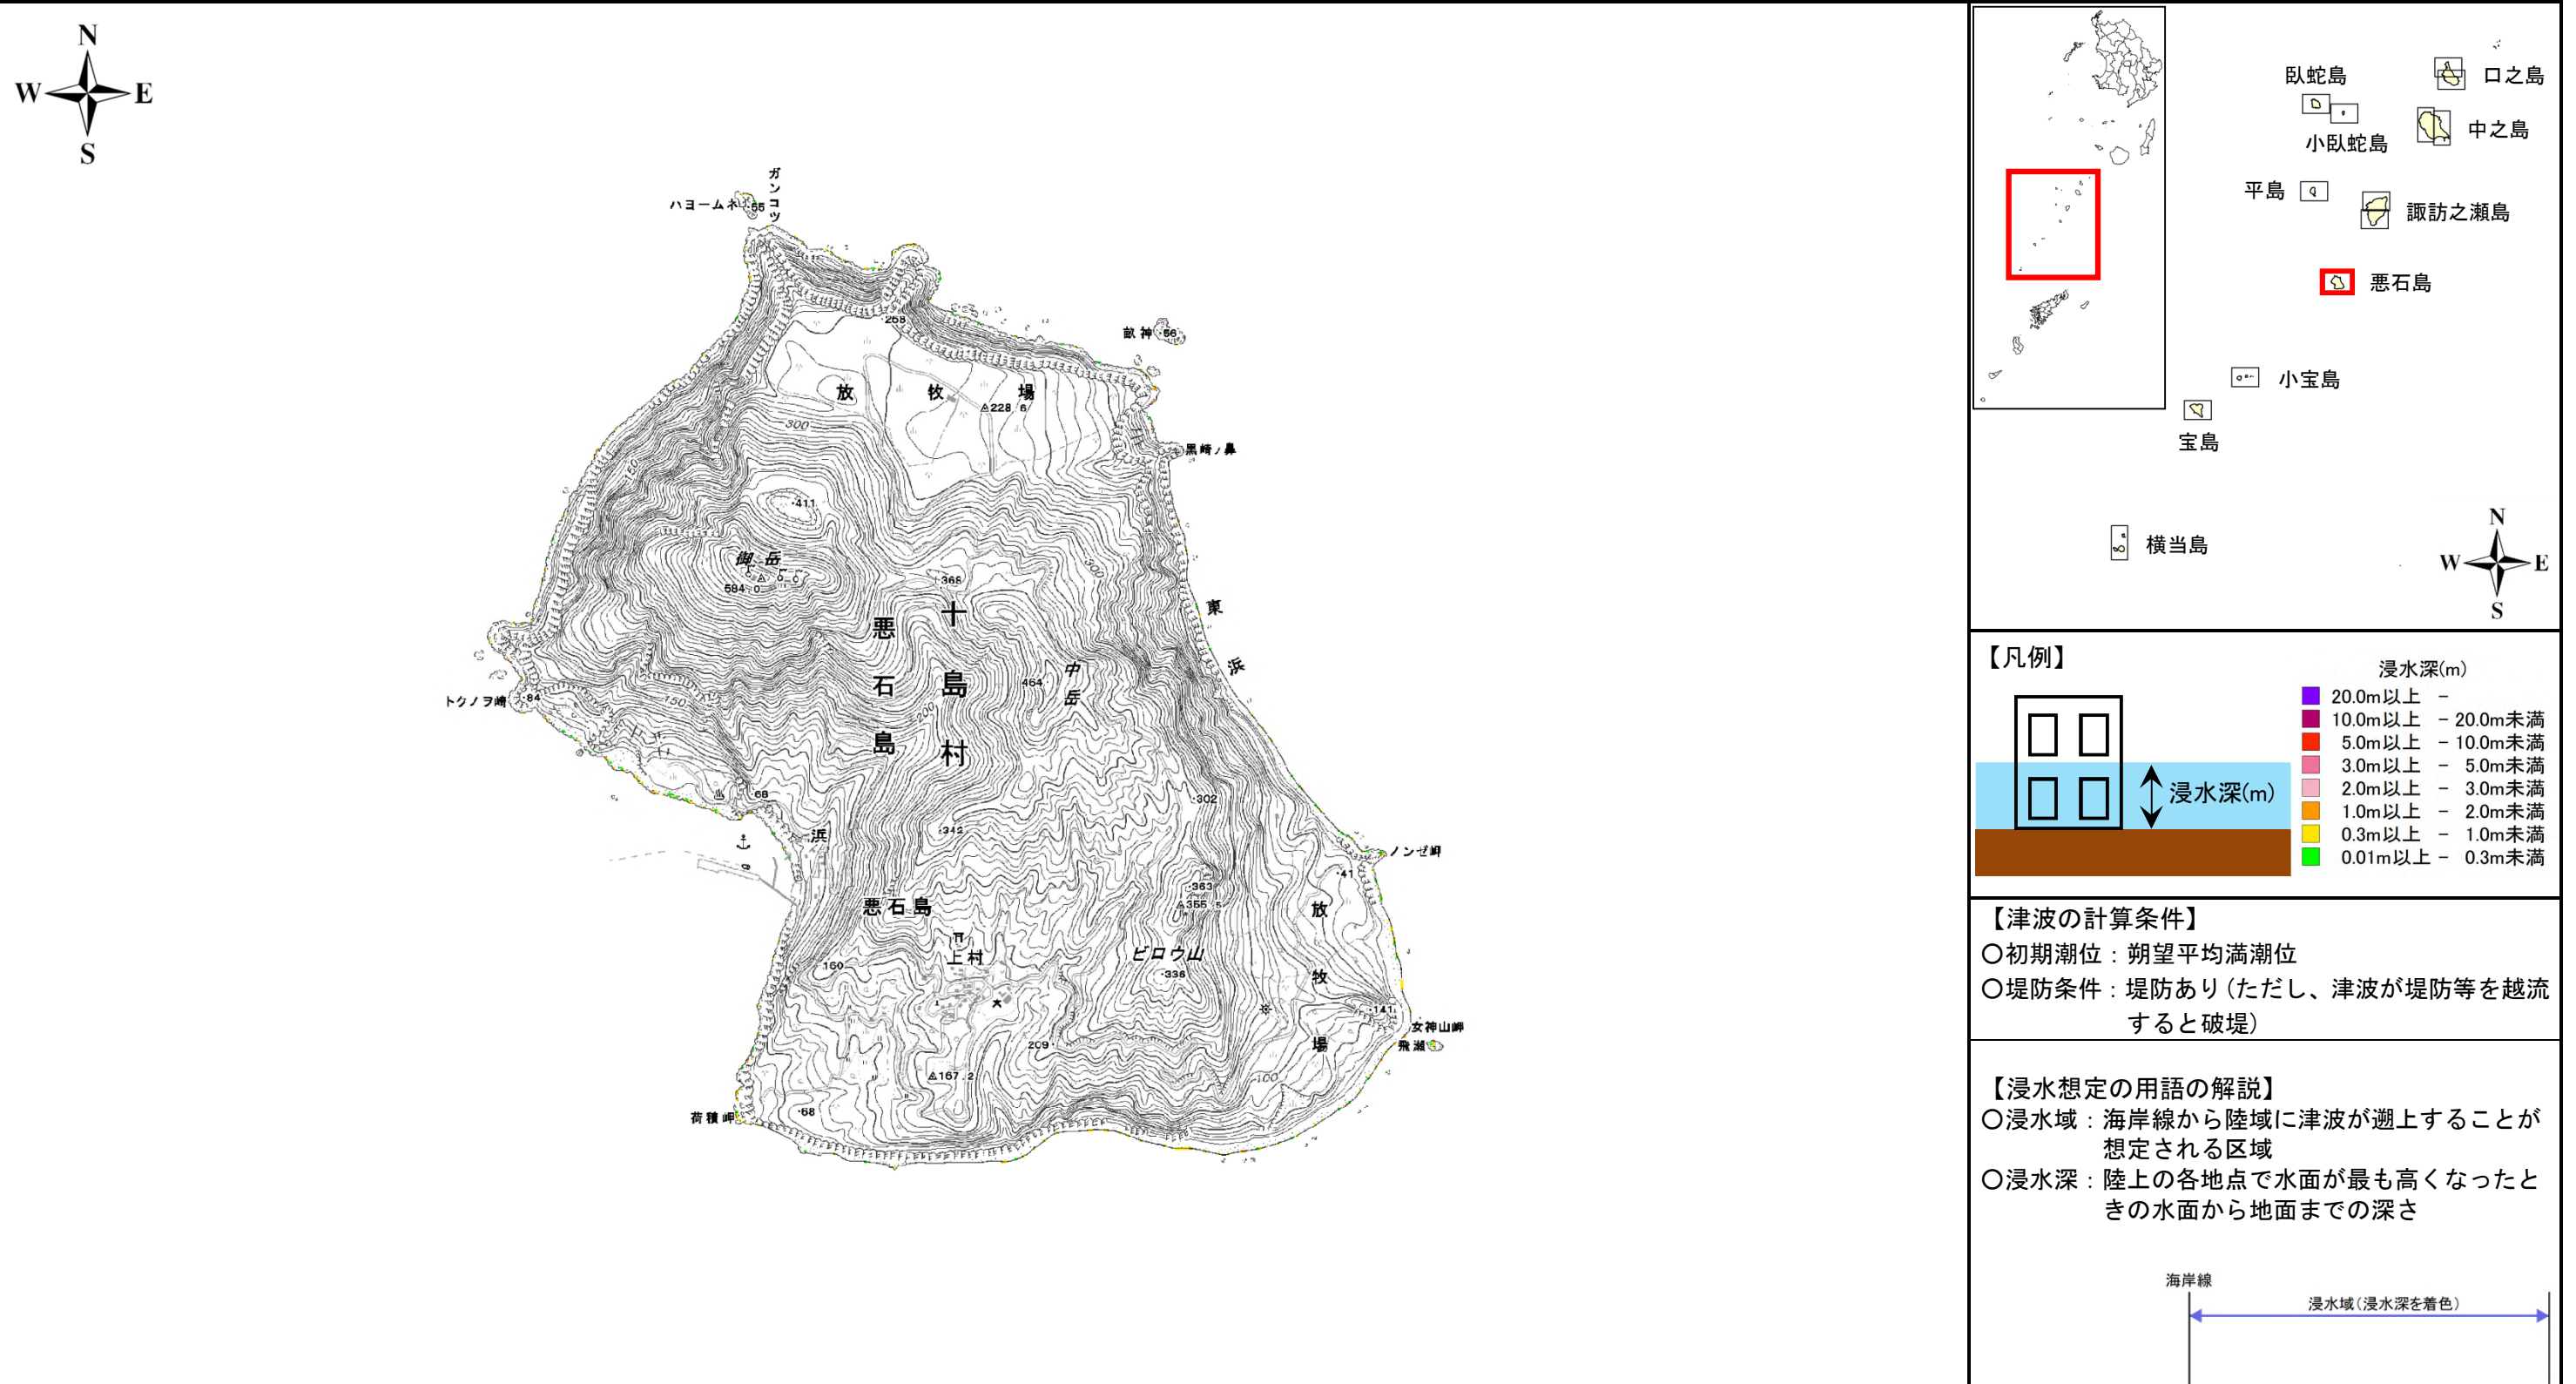 N
W E
S
ガンコツ
ハヨームネ ・55
・268
畝神 ・56
放牧場
△228.6
300
黒崎ノ鼻
150
・411
御岳
584.0
・368
300
東浜
十島村
悪石島
中岳
464
トクノヲ崎
・84
150
200
・68
浜
・342
・302
ノンゼ岬
・41
・363
△355.5
悪石島
放牧場
上村
ビロウ山
・336
160
・141
女神山岬
飛瀬
209
100
△167.2
・68
荷積岬
臥蛇島
口之島
小臥蛇島
中之島
平島
諏訪之瀬島
悪石島
小宝島
宝島
横当島
N
W E
S
【凡例】
浸水深(m)
20.0m以上 -
10.0m以上 - 20.0m未満
5.0m以上 - 10.0m未満
3.0m以上 - 5.0m未満
2.0m以上 - 3.0m未満
1.0m以上 - 2.0m未満
0.3m以上 - 1.0m未満
0.01m以上 - 0.3m未満
浸水深(m)
【津波の計算条件】
○初期潮位：朔望平均満潮位
○堤防条件：堤防あり(ただし、津波が堤防等を越流
すると破堤)
【浸水想定の用語の解説】
○浸水域：海岸線から陸域に津波が遡上することが
想定される区域
○浸水深：陸上の各地点で水面が最も高くなったと
きの水面から地面までの深さ
海岸線
浸水域(浸水深を着色)